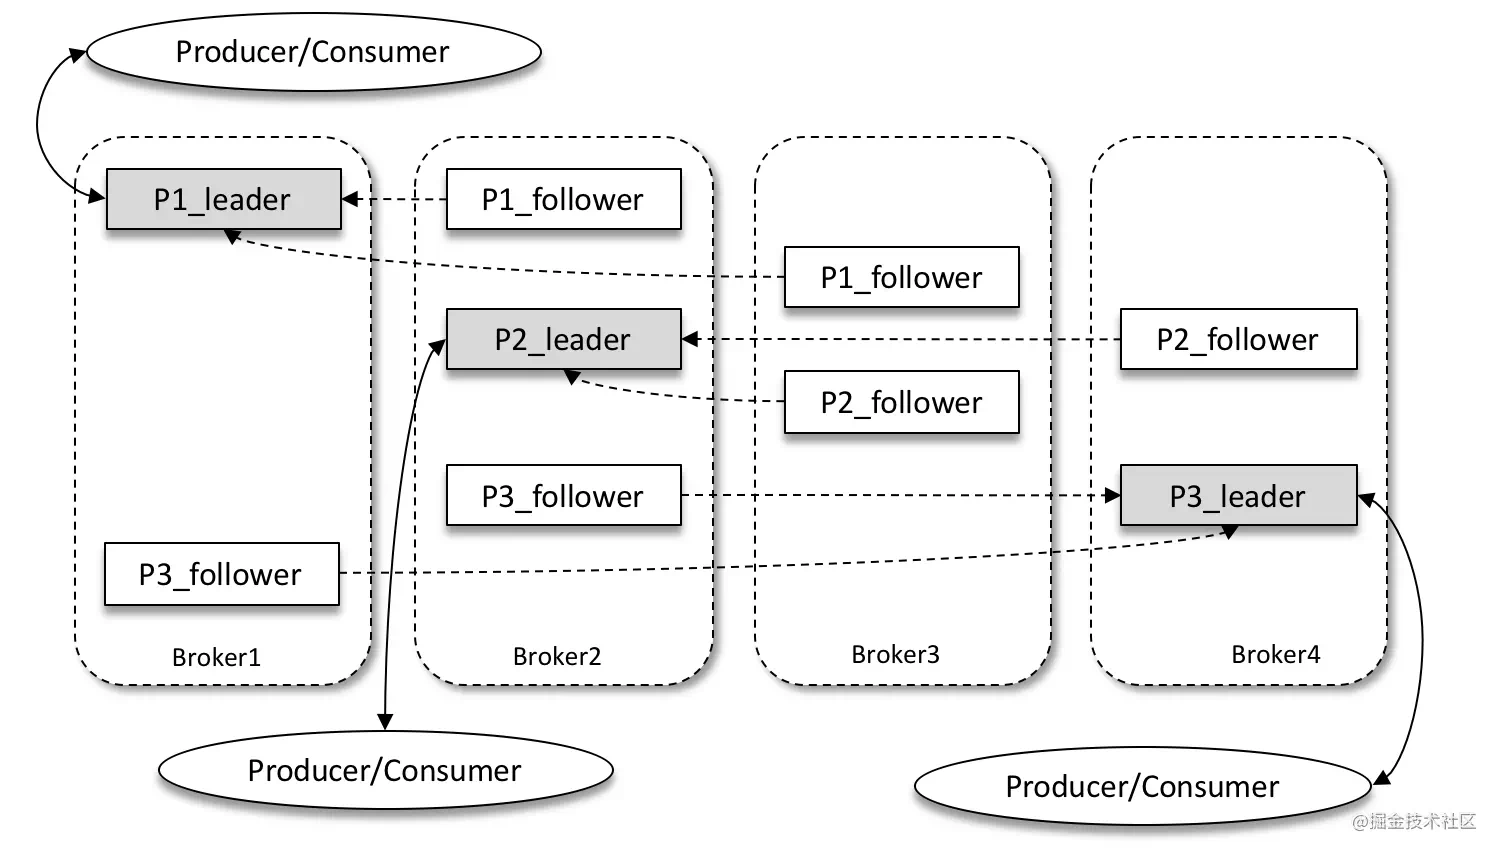 Producer/Consumer
P1_leader
P1_follower
P1_follower
P2_leader
P2_follower
P2_follower
P3_follower
P3_leader
P3_follower
Broker1
Broker2
Broker3
Broker4
Producer/Consumer
Producer/Consumer
@掘金技术社区